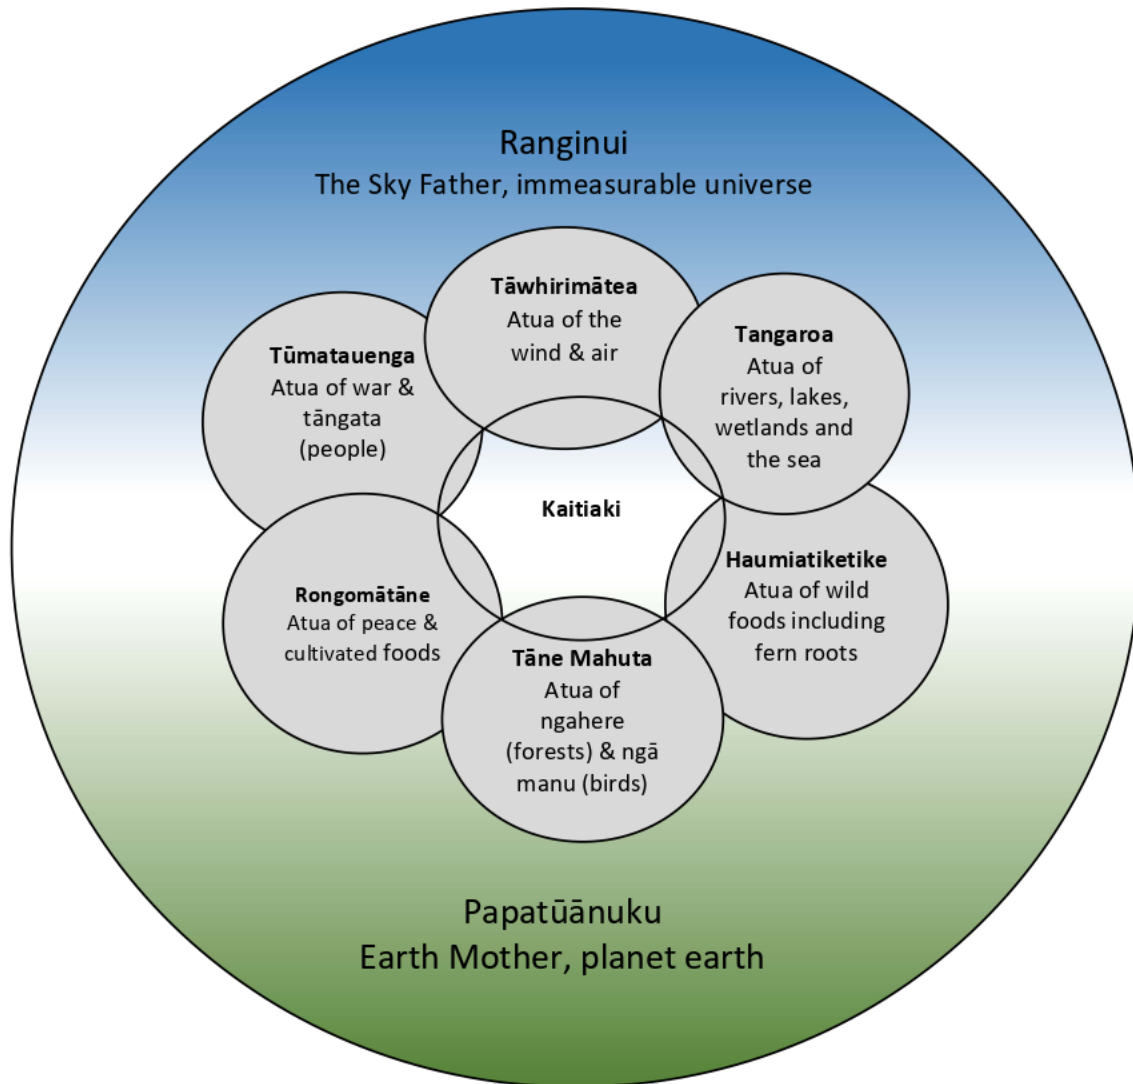 Ranginui
The Sky Father, immeasurable universe
Tāwhirimātea
Atua of the
wind & air
Tūmatauenga
Atua of war &
tāngata
(people)
Tangaroa
Atua of
rivers, lakes,
wetlands and
the sea
Kaitiaki
Rongomātāne
Atua of peace &
cultivated foods
Haumiatiketike
Atua of wild
foods including
fern roots
Tāne Mahuta
Atua of
ngahere
(forests) & ngā
manu (birds)
Papatūānuku
Earth Mother, planet earth